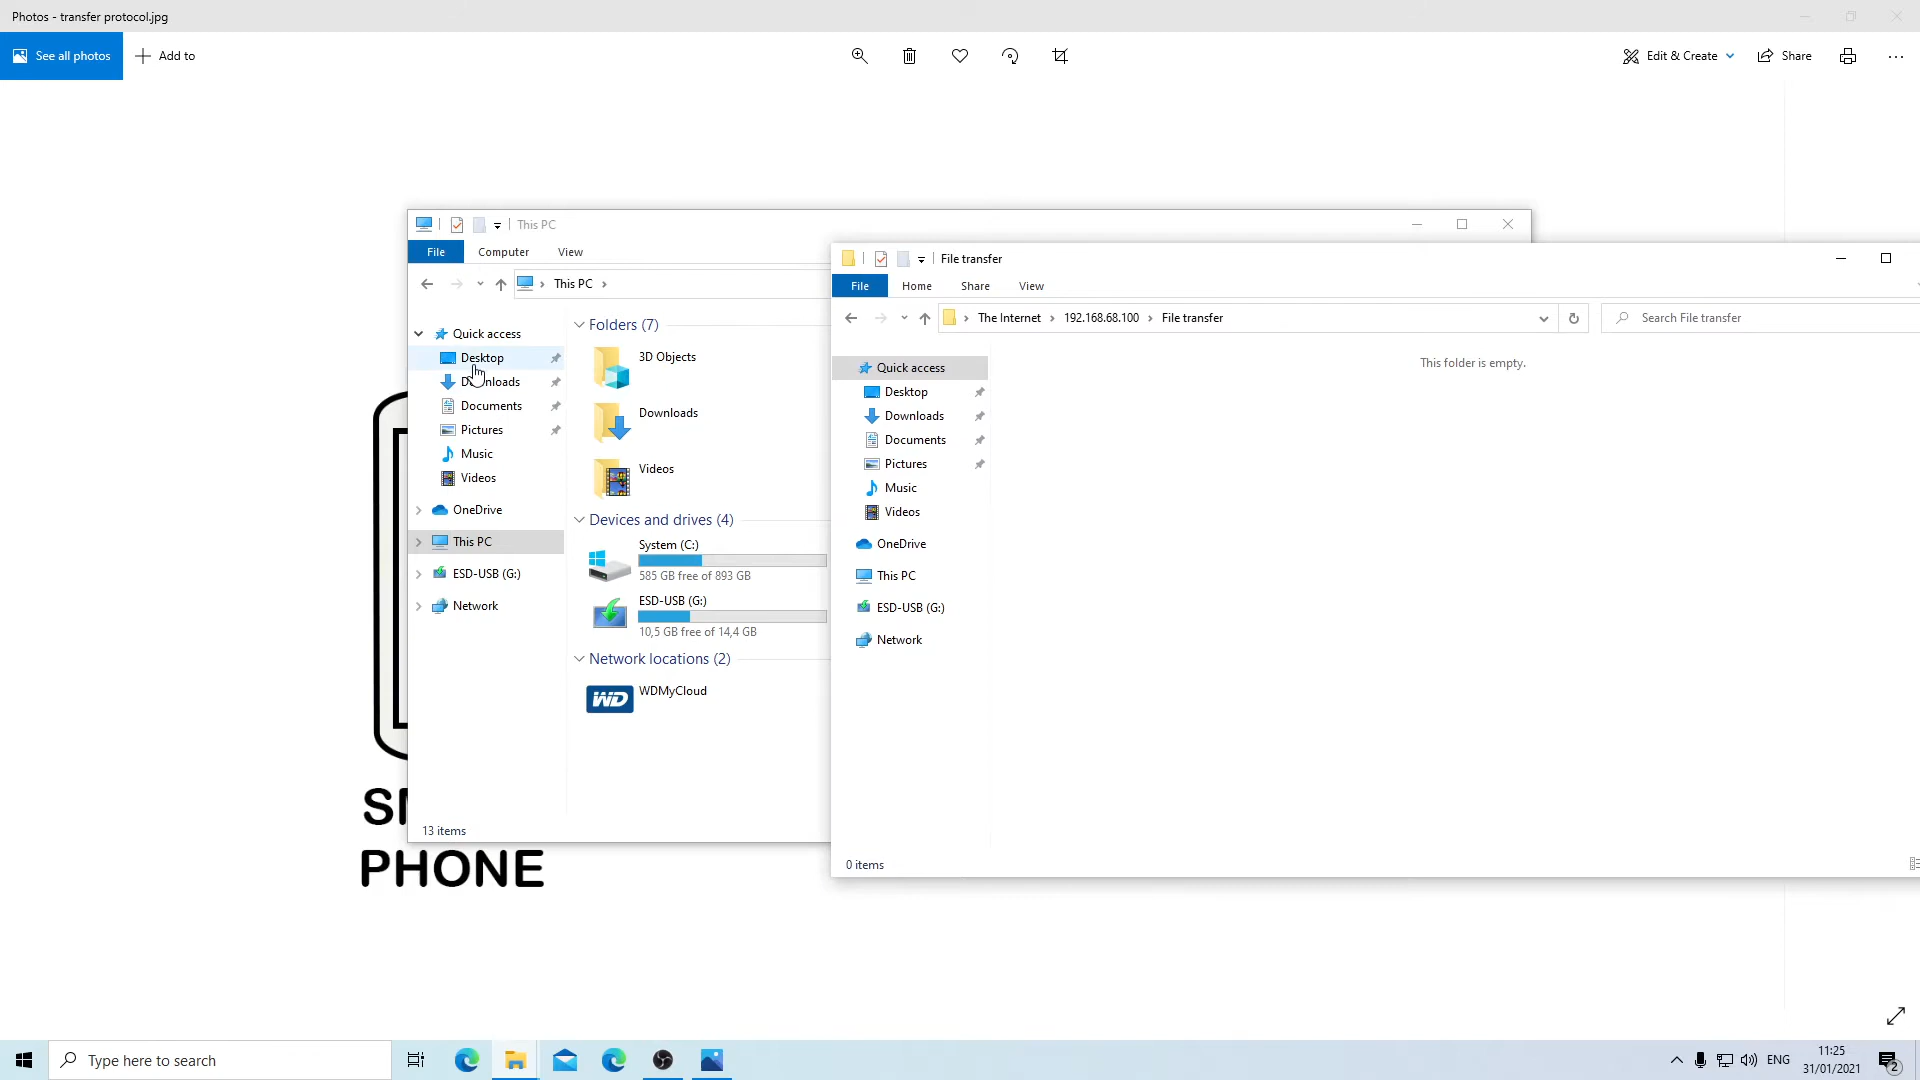 Photos - transfer protocol.jpg
See all photos
Add to
Edit & Create
Share
This PC
File
Computer
View
This PC
Quick access
Desktop
Downloads
Documents
Pictures
Music
Videos
OneDrive
This PC
ESD-USB (G:)
Network
Folders (7)
3D Objects
Downloads
Videos
Devices and drives (4)
System (C:)
585 GB free of 893 GB
ESD-USB (G:)
10,5 GB free of 14,4 GB
Network locations (2)
WD
WDMyCloud
13 items
File transfer
File
Home
Share
View
The Internet
192.168.68.100
File transfer
Search File transfer
Quick access
Desktop
Downloads
Documents
Pictures
Music
Videos
OneDrive
This PC
ESD-USB (G:)
Network
This folder is empty.
0 items
PHONE
Type here to search
ENG
11:25
31/01/2021
2